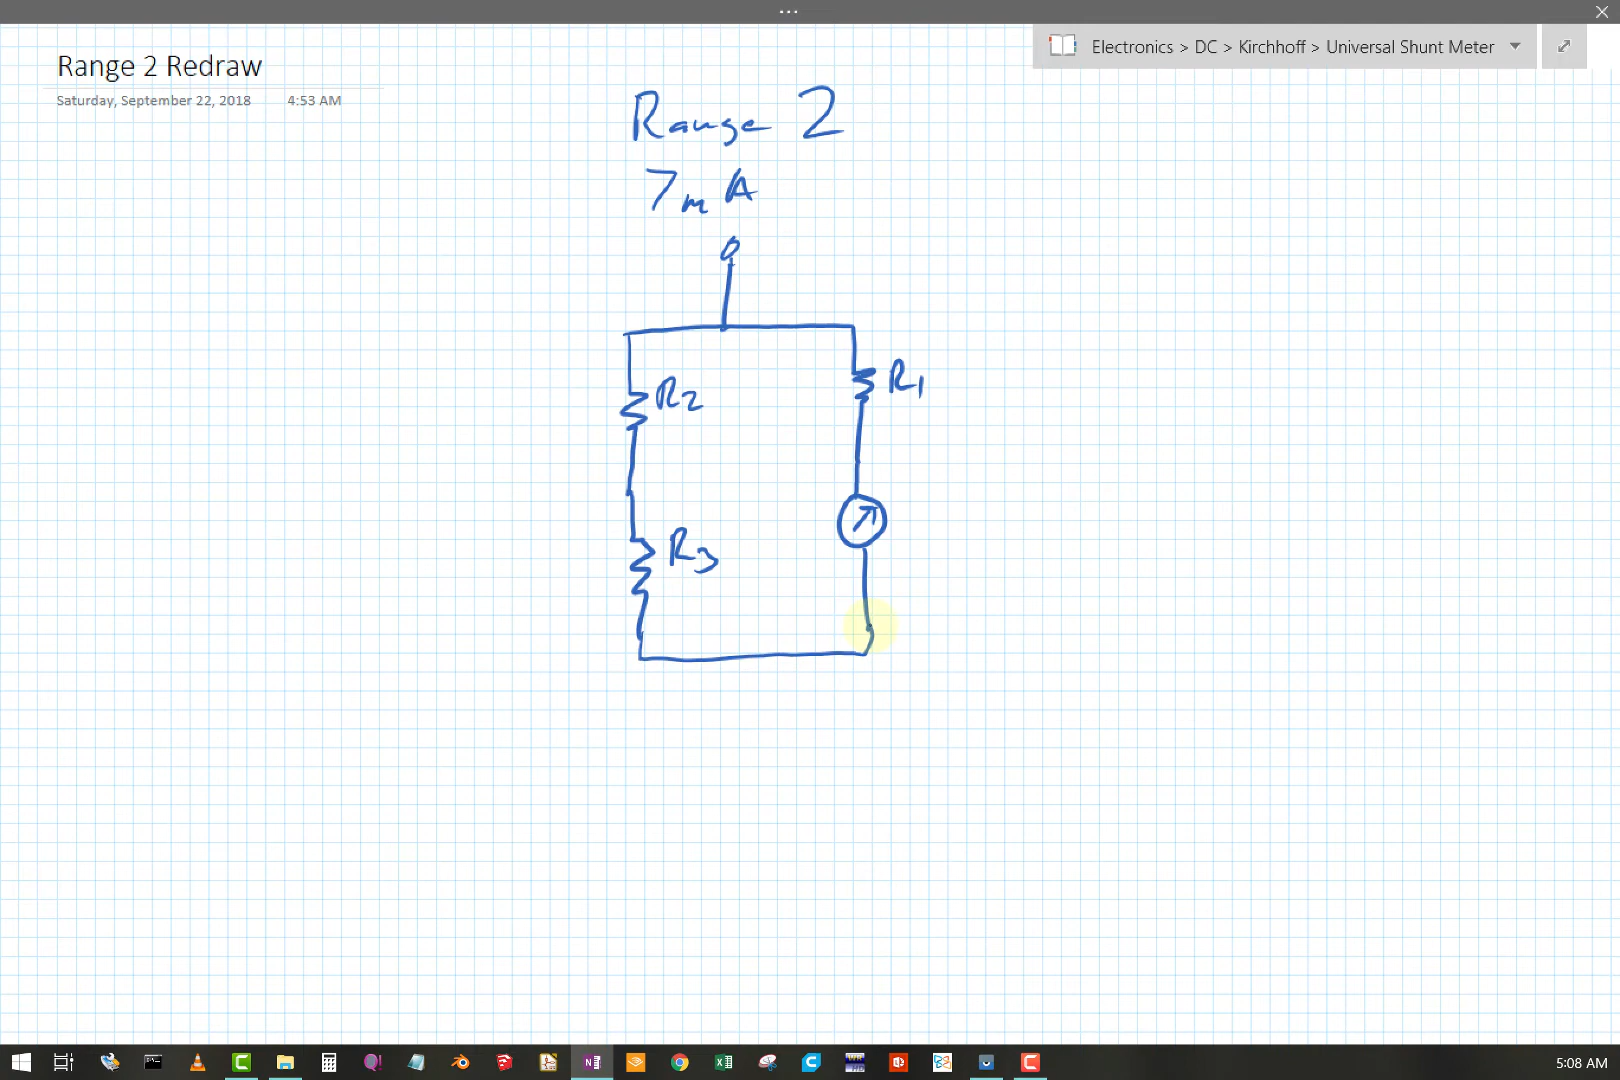 Electronics > DC > Kirchhoff > Universal Shunt Meter
Range 2 Redraw
Saturday, September 22, 2018 4:53 AM
Range 2
7mA
R2
R1
R3
5:08 AM